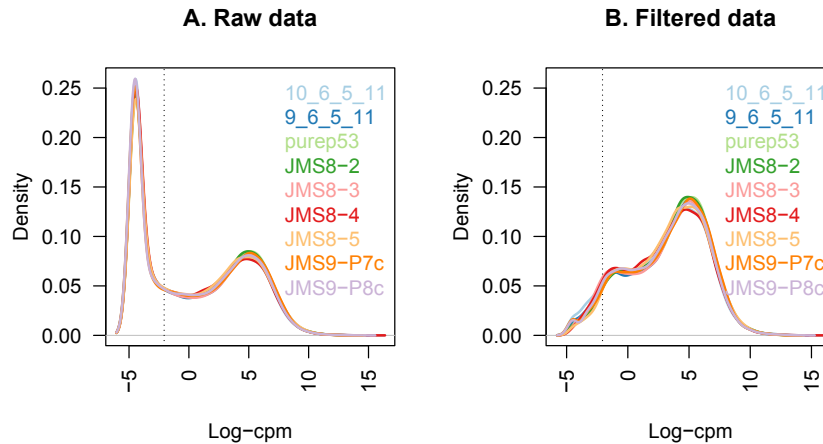 A. Raw data
Density
0.25
0.20
0.15
0.10
0.05
0.00
10_6_5_11
9_6_5_11
purep53
JMS8−2
JMS8−3
JMS8−4
JMS8−5
JMS9−P7c
JMS9−P8c
−5
0
5
10
15
Log−cpm
B. Filtered data
Density
0.25
0.20
0.15
0.10
0.05
0.00
10_6_5_11
9_6_5_11
purep53
JMS8−2
JMS8−3
JMS8−4
JMS8−5
JMS9−P7c
JMS9−P8c
−5
0
5
10
15
Log−cpm